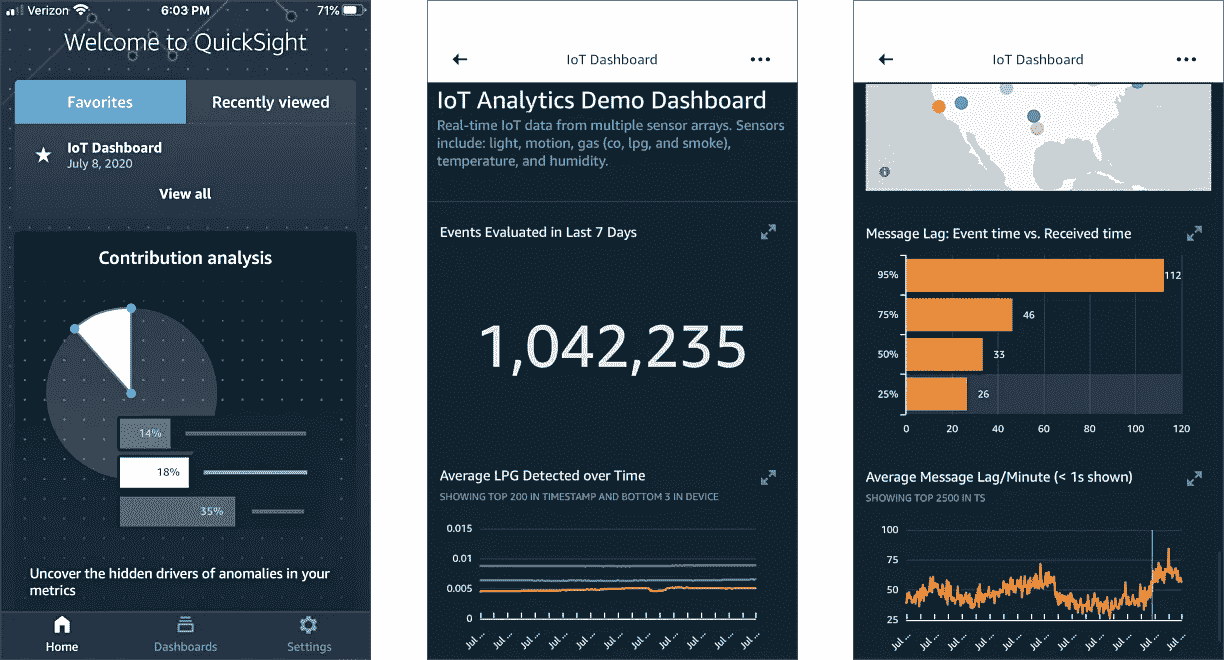 Verizon 6:03 PM 71%
Welcome to QuickSight
Favorites Recently viewed
IoT Dashboard
July 8, 2020
View all
Contribution analysis
14%
18%
35%
Uncover the hidden drivers of anomalies in your
metrics
Home Dashboards Settings
IoT Dashboard
IoT Analytics Demo Dashboard
Real-time IoT data from multiple sensor arrays. Sensors
include: light, motion, gas (co, lpg, and smoke),
temperature, and humidity.
Events Evaluated in Last 7 Days
1,042,235
Average LPG Detected over Time
SHOWING TOP 200 IN TIMESTAMP AND BOTTOM 3 IN DEVICE
0.015
0.01
0.005
0
Jul ... Jul ... Jul ... Jul ... Jul ... Jul ... Jul ... Jul ... Jul ... Jul ...
IoT Dashboard
Message Lag: Event time vs. Received time
95% 112
75% 46
50% 33
25% 26
0 20 40 60 80 100 120
Average Message Lag/Minute (< 1s shown)
SHOWING TOP 2500 IN TS
100
75
50
25
Jul ... Jul ... Jul ... Jul ... Jul ... Jul ... Jul ... Jul ... Jul ... Jul ...